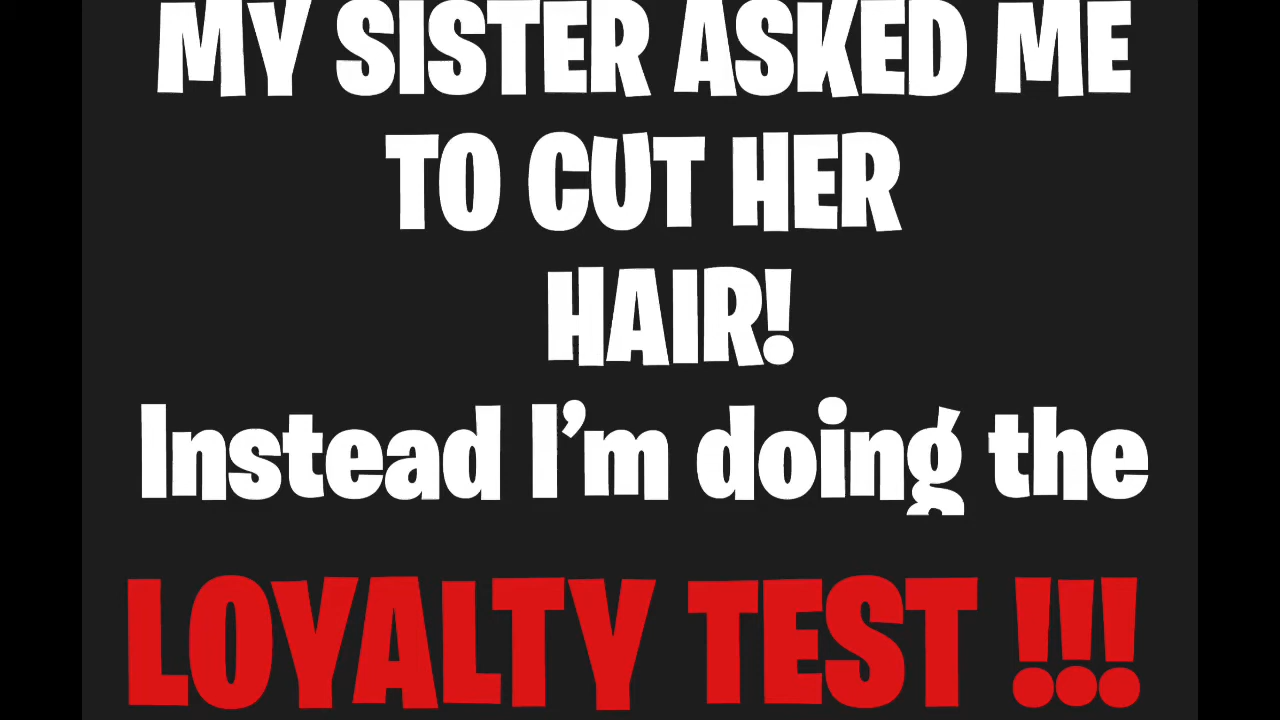 MY SISTER ASKED ME
TO CUT HER
HAIR!
Instead I’m doing the
LOYALTY TEST !!!